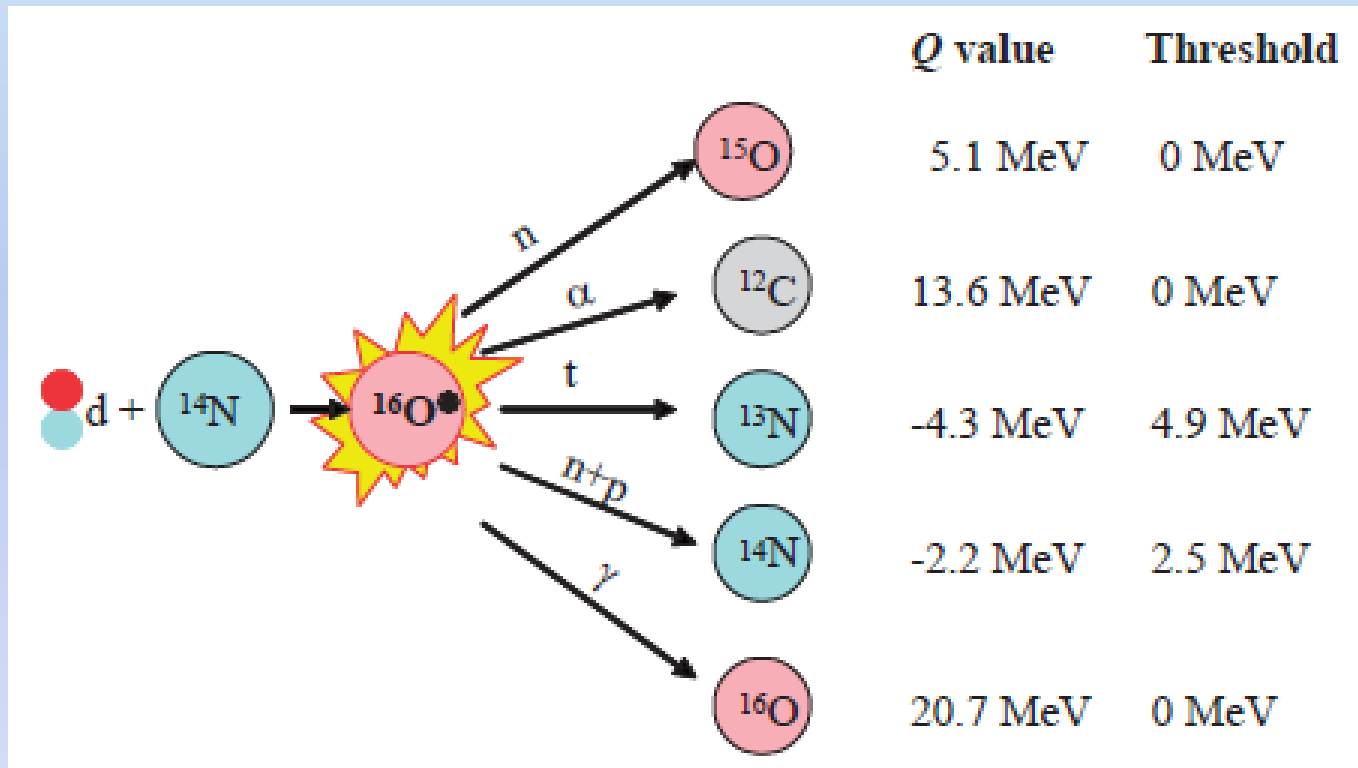 Q value Threshold
¹⁵O 5.1 MeV 0 MeV
n
¹²C 13.6 MeV 0 MeV
α
t
d + ¹⁴N ¹⁶O ¹³N -4.3 MeV 4.9 MeV
n+p
¹⁴N -2.2 MeV 2.5 MeV
γ
¹⁶O 20.7 MeV 0 MeV